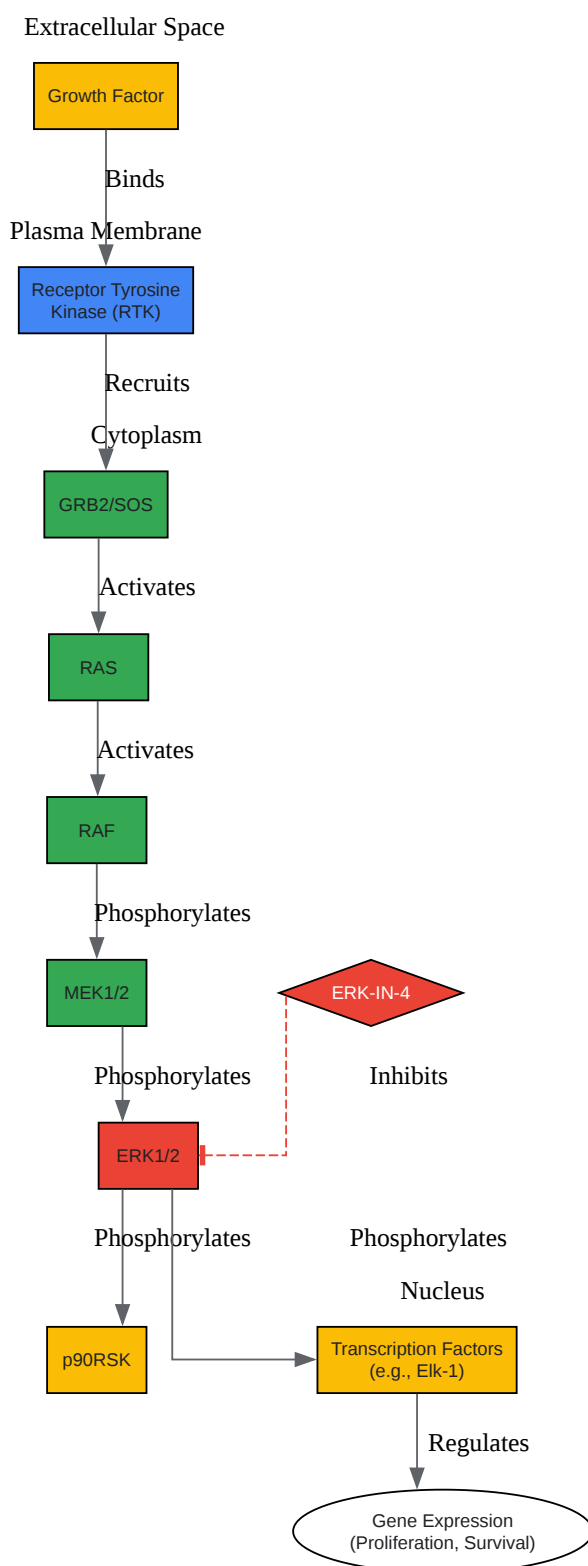 Extracellular Space
Growth Factor
Binds
Plasma Membrane
Receptor Tyrosine
Kinase (RTK)
Recruits
Cytoplasm
GRB2/SOS
Activates
RAS
Activates
RAF
Phosphorylates
MEK1/2
ERK-IN-4
Phosphorylates
Inhibits
ERK1/2
Phosphorylates
Phosphorylates
Nucleus
p90RSK
Transcription Factors
(e.g., Elk-1)
Regulates
Gene Expression
(Proliferation, Survival)